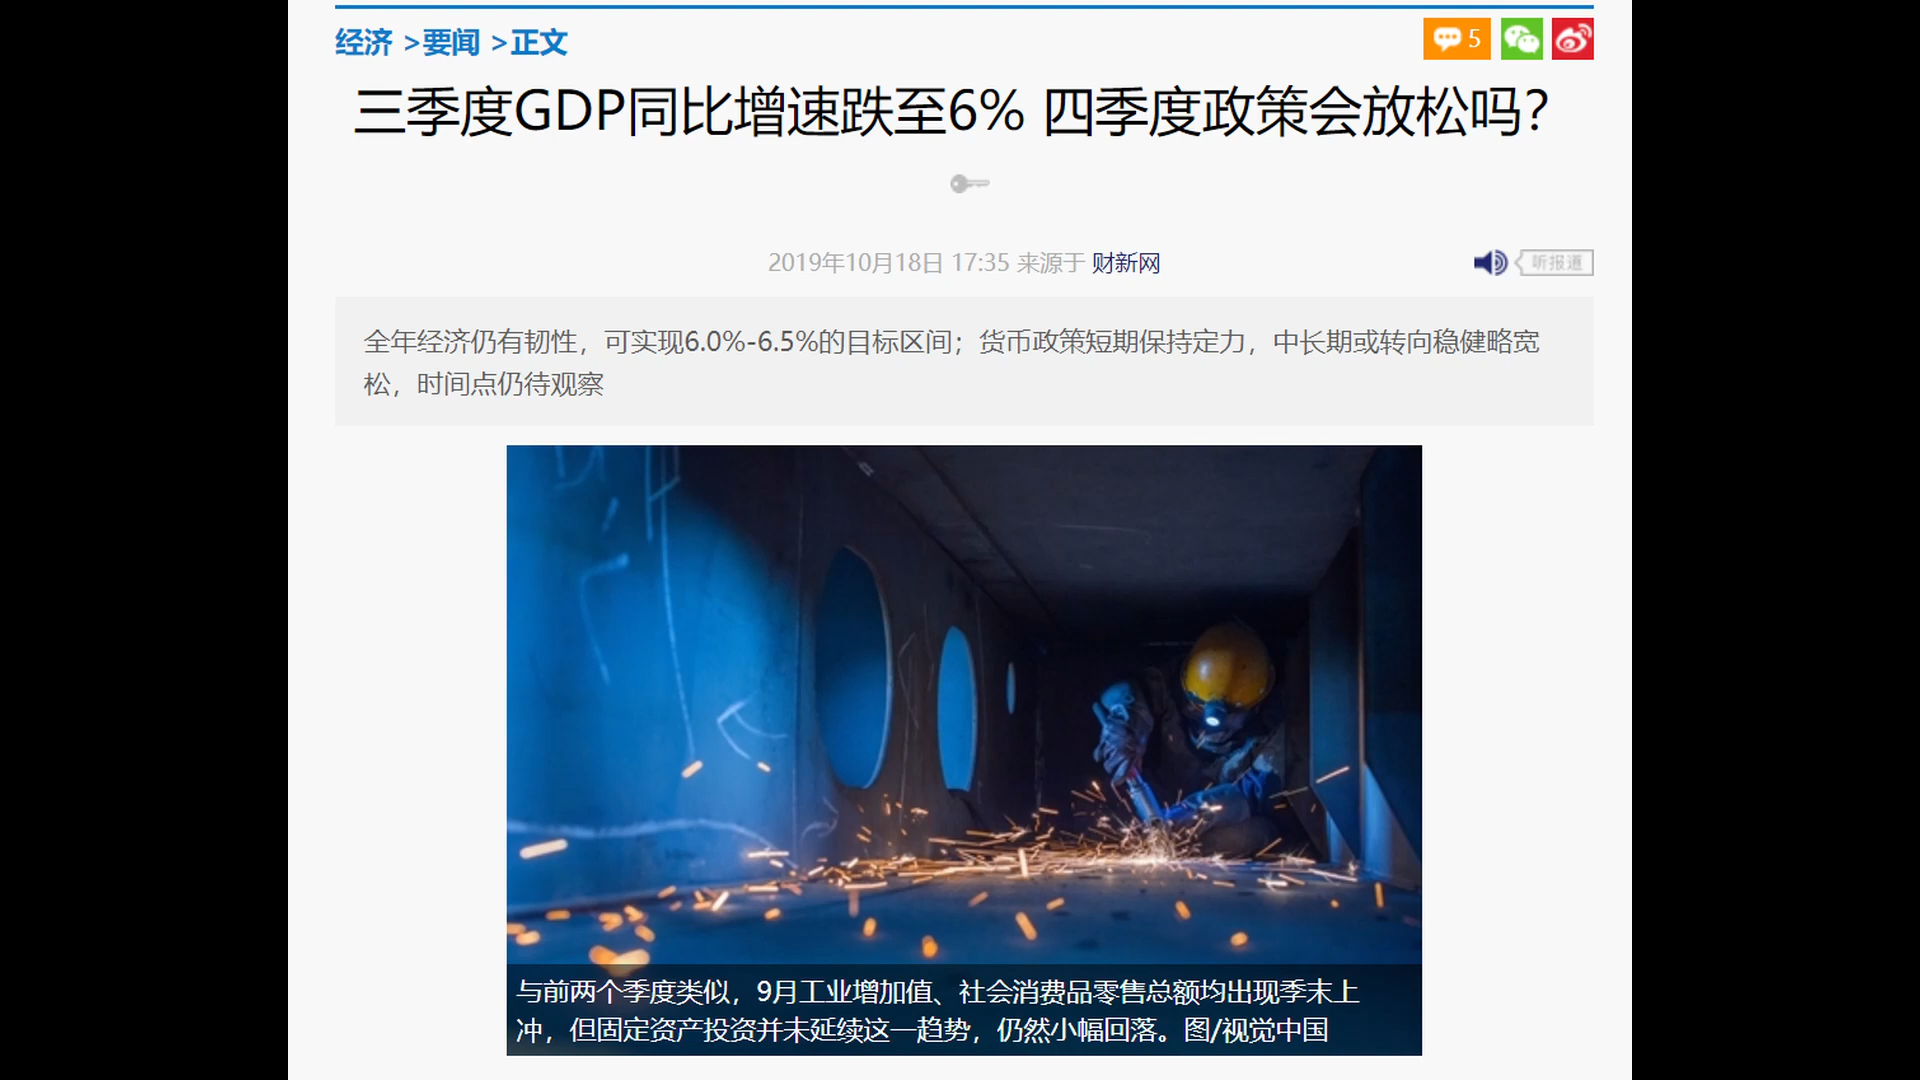 经济 >要闻 >正文
5
三季度GDP同比增速跌至6% 四季度政策会放松吗?
2019年10月18日 17:35 来源于 财新网
听报道
全年经济仍有韧性，可实现6.0%-6.5%的目标区间；货币政策短期保持定力，中长期或转向稳健略宽
松，时间点仍待观察
与前两个季度类似，9月工业增加值、社会消费品零售总额均出现季末上
冲，但固定资产投资并未延续这一趋势，仍然小幅回落。图/视觉中国